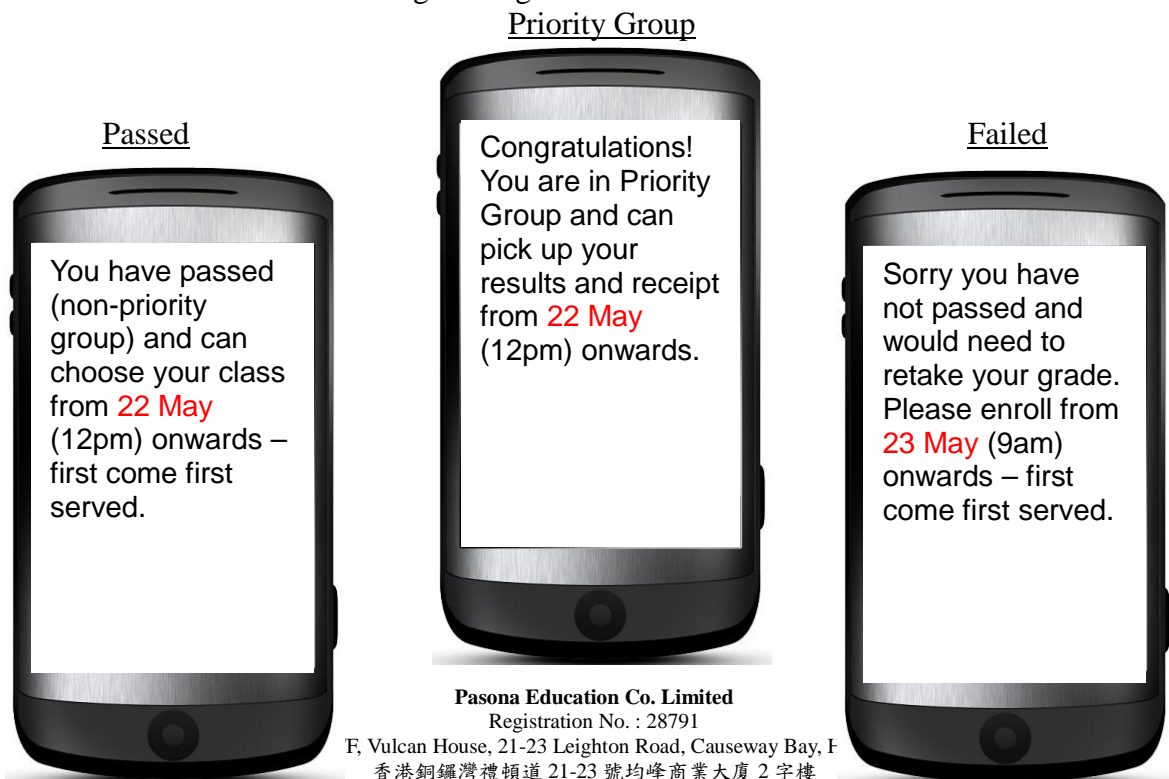 Priority Group
Passed
You have passed
(non-priority
group) and can
choose your class
from 22 May
(12pm) onwards –
first come first
served.
Congratulations!
You are in Priority
Group and can
pick up your
results and receipt
from 22 May
(12pm) onwards.
Failed
Sorry you have
not passed and
would need to
retake your grade.
Please enroll from
23 May (9am)
onwards – first
come first served.
Pasona Education Co. Limited
Registration No. : 28791
F, Vulcan House, 21-23 Leighton Road, Causeway Bay,
香港銅鑼灣禮頓道 21-23 號均峰商業大廈 2 字樓